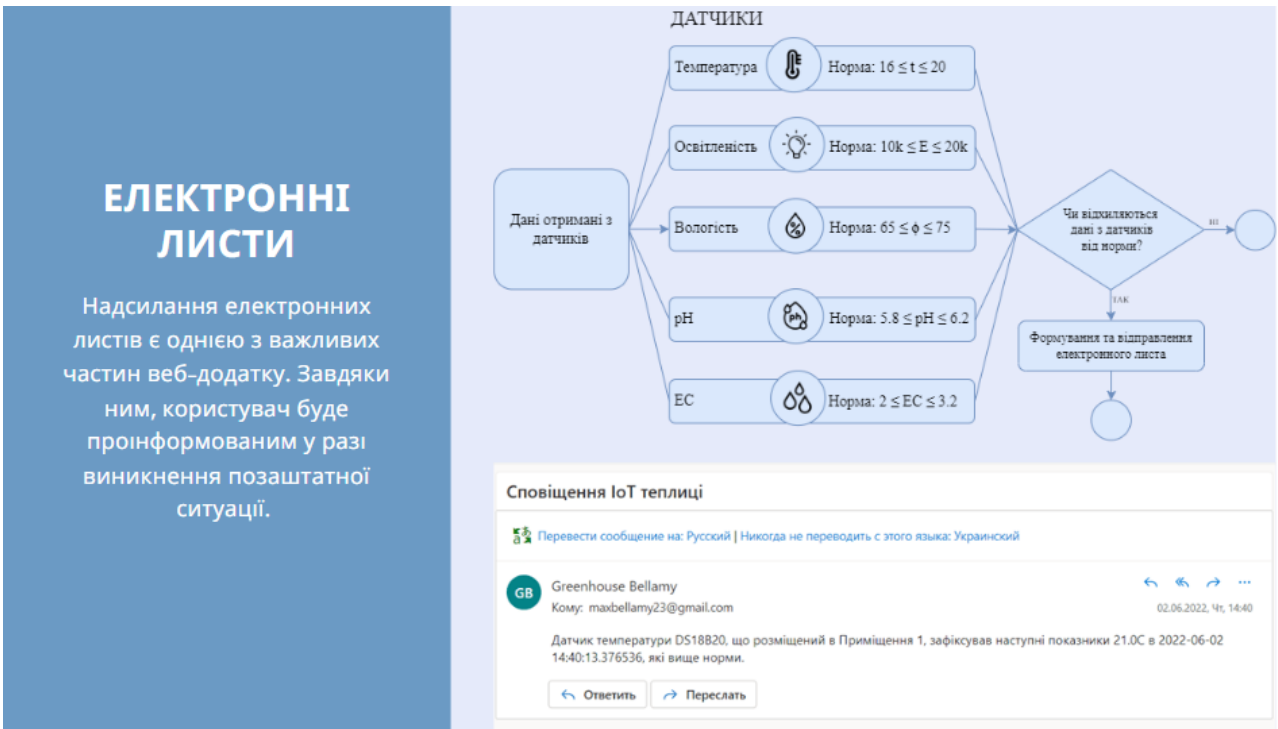 ЕЛЕКТРОННІ
ЛИСТИ
Надсилання електронних
листів є однією з важливих
частин веб-додатку. Завдяки
ним, користувач буде
проінформованим у разі
виникнення позаштатної
ситуації.
ДАТЧИКИ
Дані отримані з
датчиків
Температура Норма: 16 ≤ t ≤ 20
Освітленість Норма: 10k ≤ E ≤ 20k
Вологість % Норма: 65 ≤ ϕ ≤ 75
pH ph Норма: 5.8 ≤ pH ≤ 6.2
EC Норма: 2 ≤ EC ≤ 3.2
Чи відхиляються
дані з датчиків
від норми?
НІ
ТАК
Формування та відправлення
електронного листа
Сповіщення IoT теплиці
Перевести сообщение на: Русский | Никогда не переводить с этого языка: Украинский
GB
Greenhouse Bellamy
Кому: maxbellamy23@gmail.com
02.06.2022, Чт, 14:40
Датчик температури DS18B20, що розміщений в Приміщення 1, зафіксував наступні показники 21.0C в 2022-06-02
14:40:13.376536, які вище норми.
Ответить
Переслать